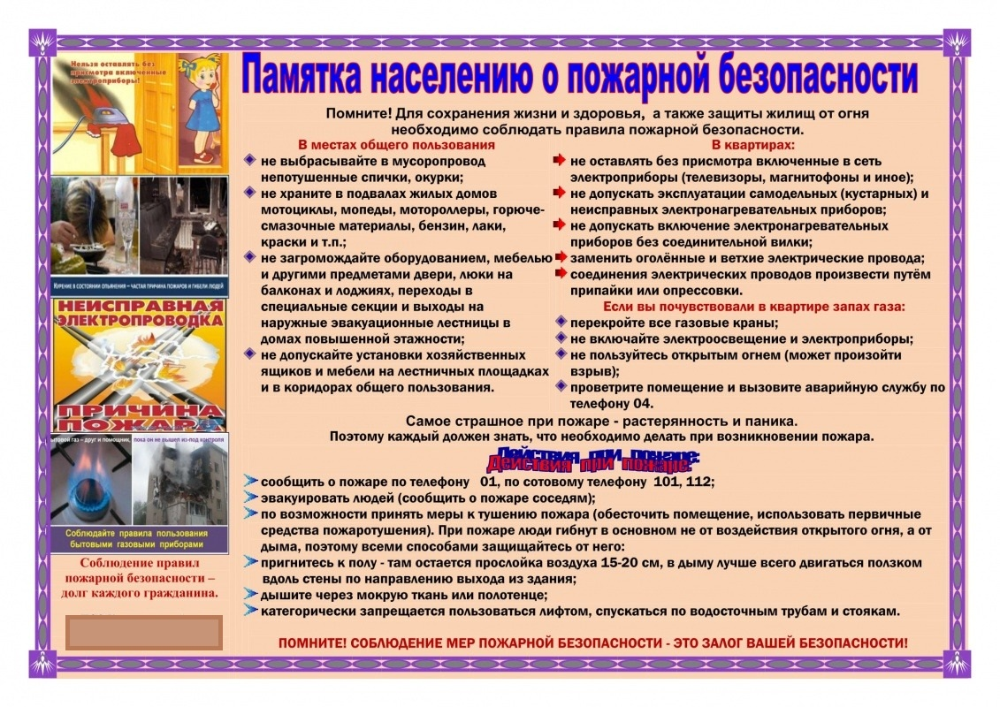 Памятка населению о пожарной безопасности
Помните! Для сохранения жизни и здоровья, а также защиты жилищ от огня
необходимо соблюдать правила пожарной безопасности.
В местах общего пользования
не выбрасывайте в мусоропровод
непотушенные спички, окурки;
не храните в подвалах жилых домов
мотоциклы, мопеды, мотороллеры, горюче-
смазочные материалы, бензин, лаки,
краски и т.п.;
не загромождайте оборудованием, мебелью
и другими предметами двери, люки на
балконах и лоджиях, переходы в
специальные секции и выходы на
наружные эвакуационные лестницы в
домах повышенной этажности;
не допускайте установки хозяйственных
ящиков и мебели на лестничных площадках
и в коридорах общего пользования.
В квартирах:
не оставлять без присмотра включенные в сеть
электроприборы (телевизоры, магнитофоны и иное);
не допускать эксплуатации самодельных (кустарных) и
неисправных электронагревательных приборов;
не допускать включение электронагревательных
приборов без соединительной вилки;
заменить оголённые и ветхие электрические провода;
соединения электрических проводов произвести путём
припайки или опрессовки.
Если вы почувствовали в квартире запах газа:
перекройте все газовые краны;
не включайте электроосвещение и электроприборы;
не пользуйтесь открытым огнем (может произойти
взрыв);
проветрите помещение и вызовите аварийную службу по
телефону 04.
Самое страшное при пожаре - растерянность и паника.
Поэтому каждый должен знать, что необходимо делать при возникновении пожара.
Действия при пожаре:
сообщить о пожаре по телефону 01, по сотовому телефону 101, 112;
эвакуировать людей (сообщить о пожаре соседям);
по возможности принять меры к тушению пожара (обесточить помещение, использовать первичные
средства пожаротушения). При пожаре люди гибнут в основном не от воздействия открытого огня, а от
дыма, поэтому всеми способами защищайтесь от него:
пригнитесь к полу - там остается прослойка воздуха 15-20 см, в дыму лучше всего двигаться ползком
вдоль стены по направлению выхода из здания;
дышите через мокрую ткань или полотенце;
категорически запрещается пользоваться лифтом, спускаться по водосточным трубам и стоякам.
ПОМНИТЕ! СОБЛЮДЕНИЕ МЕР ПОЖАРНОЙ БЕЗОПАСНОСТИ - ЭТО ЗАЛОГ ВАШЕЙ БЕЗОПАСНОСТИ!
Нельзя оставлять без
присмотра включенные
электроприборы!
Курение в состоянии опьянения – частая причина пожаров и гибели людей
НЕИСПРАВНАЯ
ЭЛЕКТРОПРОВОДКА
ПРИЧИНА
ПОЖАРА
газ – друг и помощник, пока он не вышел из-под контроля
Соблюдайте правила пользования
бытовыми газовыми приборами
Соблюдение правил
пожарной безопасности –
долг каждого гражданина.